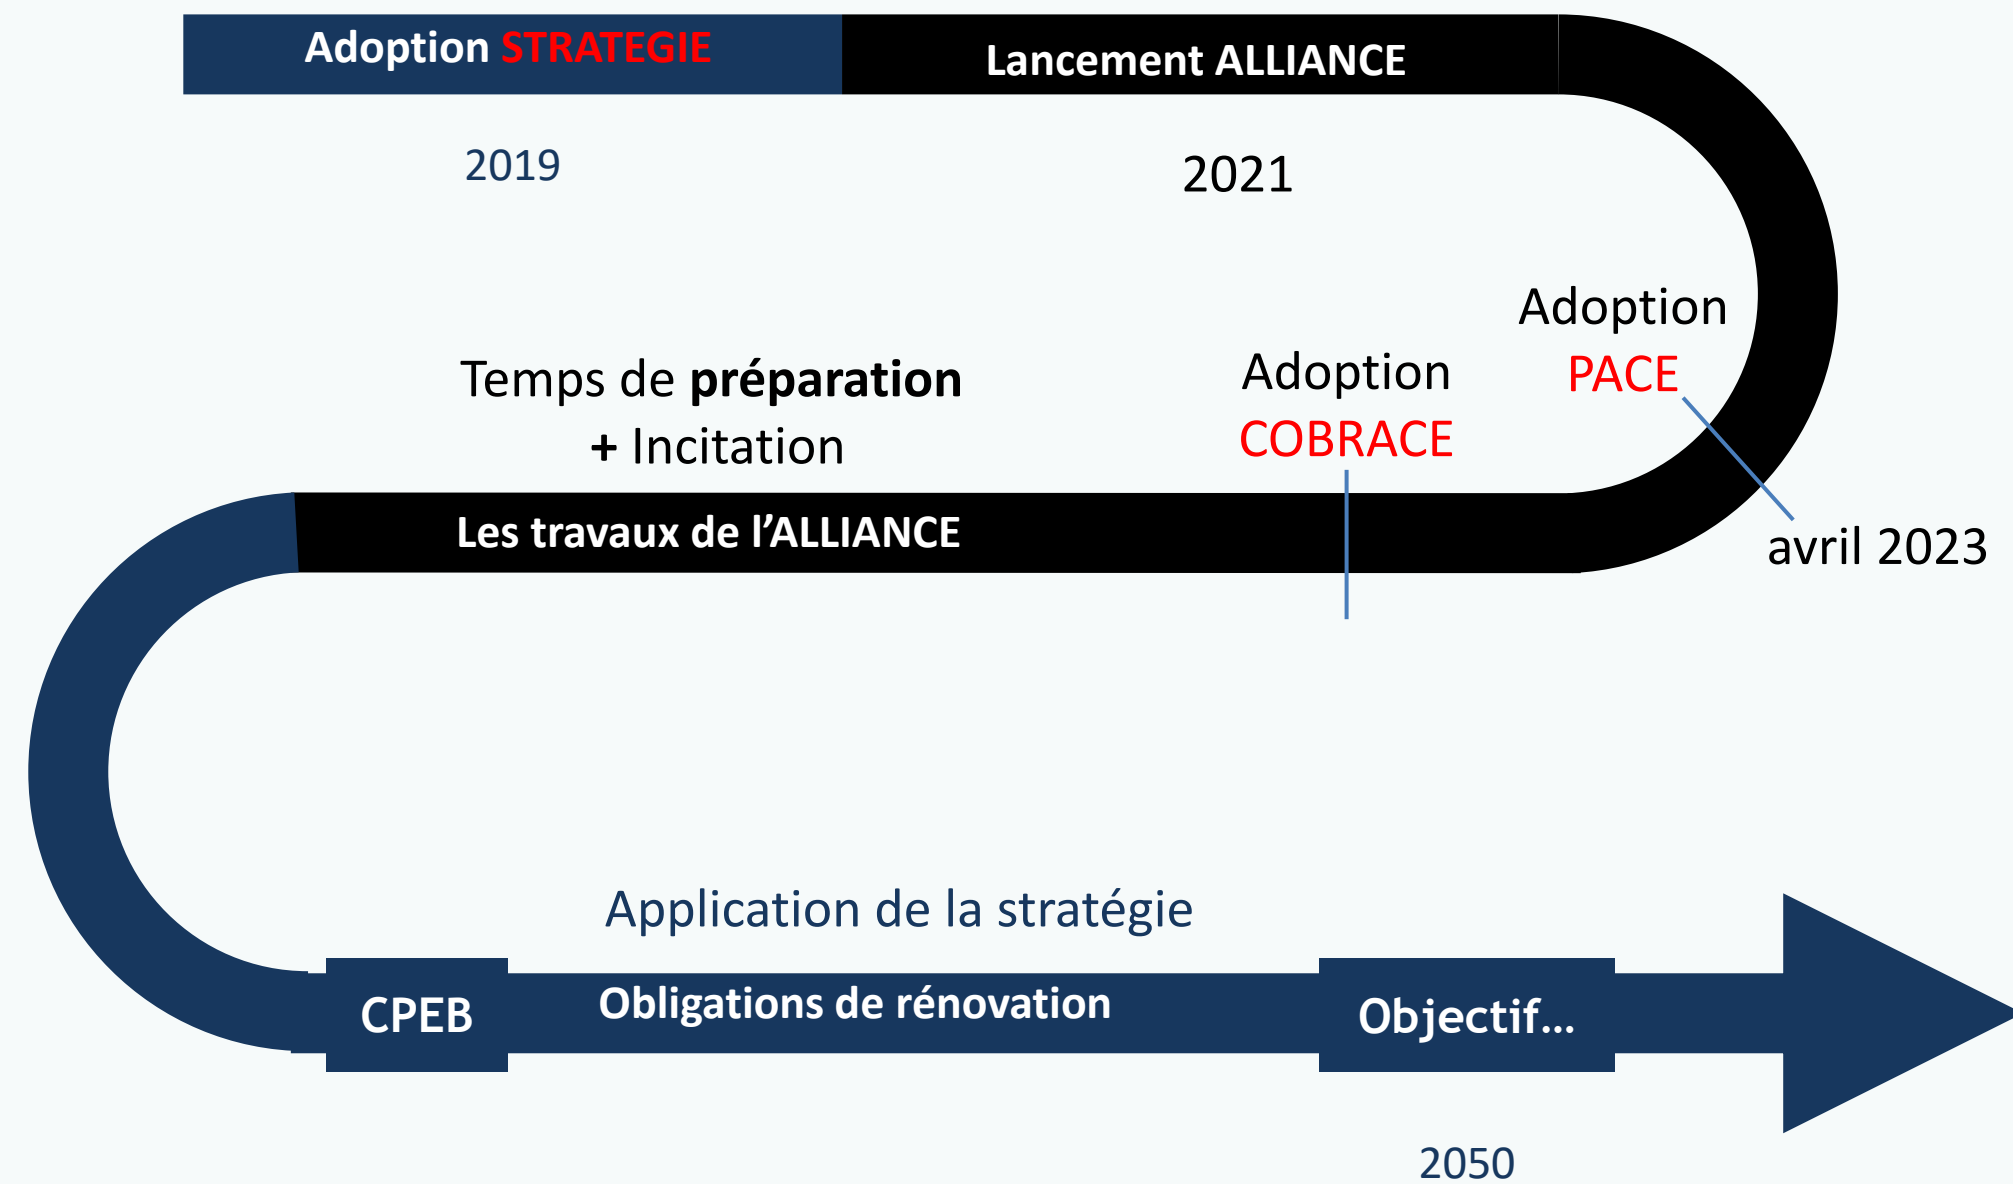 Adoption STRATEGIE
Lancement ALLIANCE
2019
2021
Adoption
PACE
avril 2023
Adoption
COBRACE
Temps de préparation
+ Incitation
Les travaux de l’ALLIANCE
Application de la stratégie
CPEB
Obligations de rénovation
Objectif…
2050